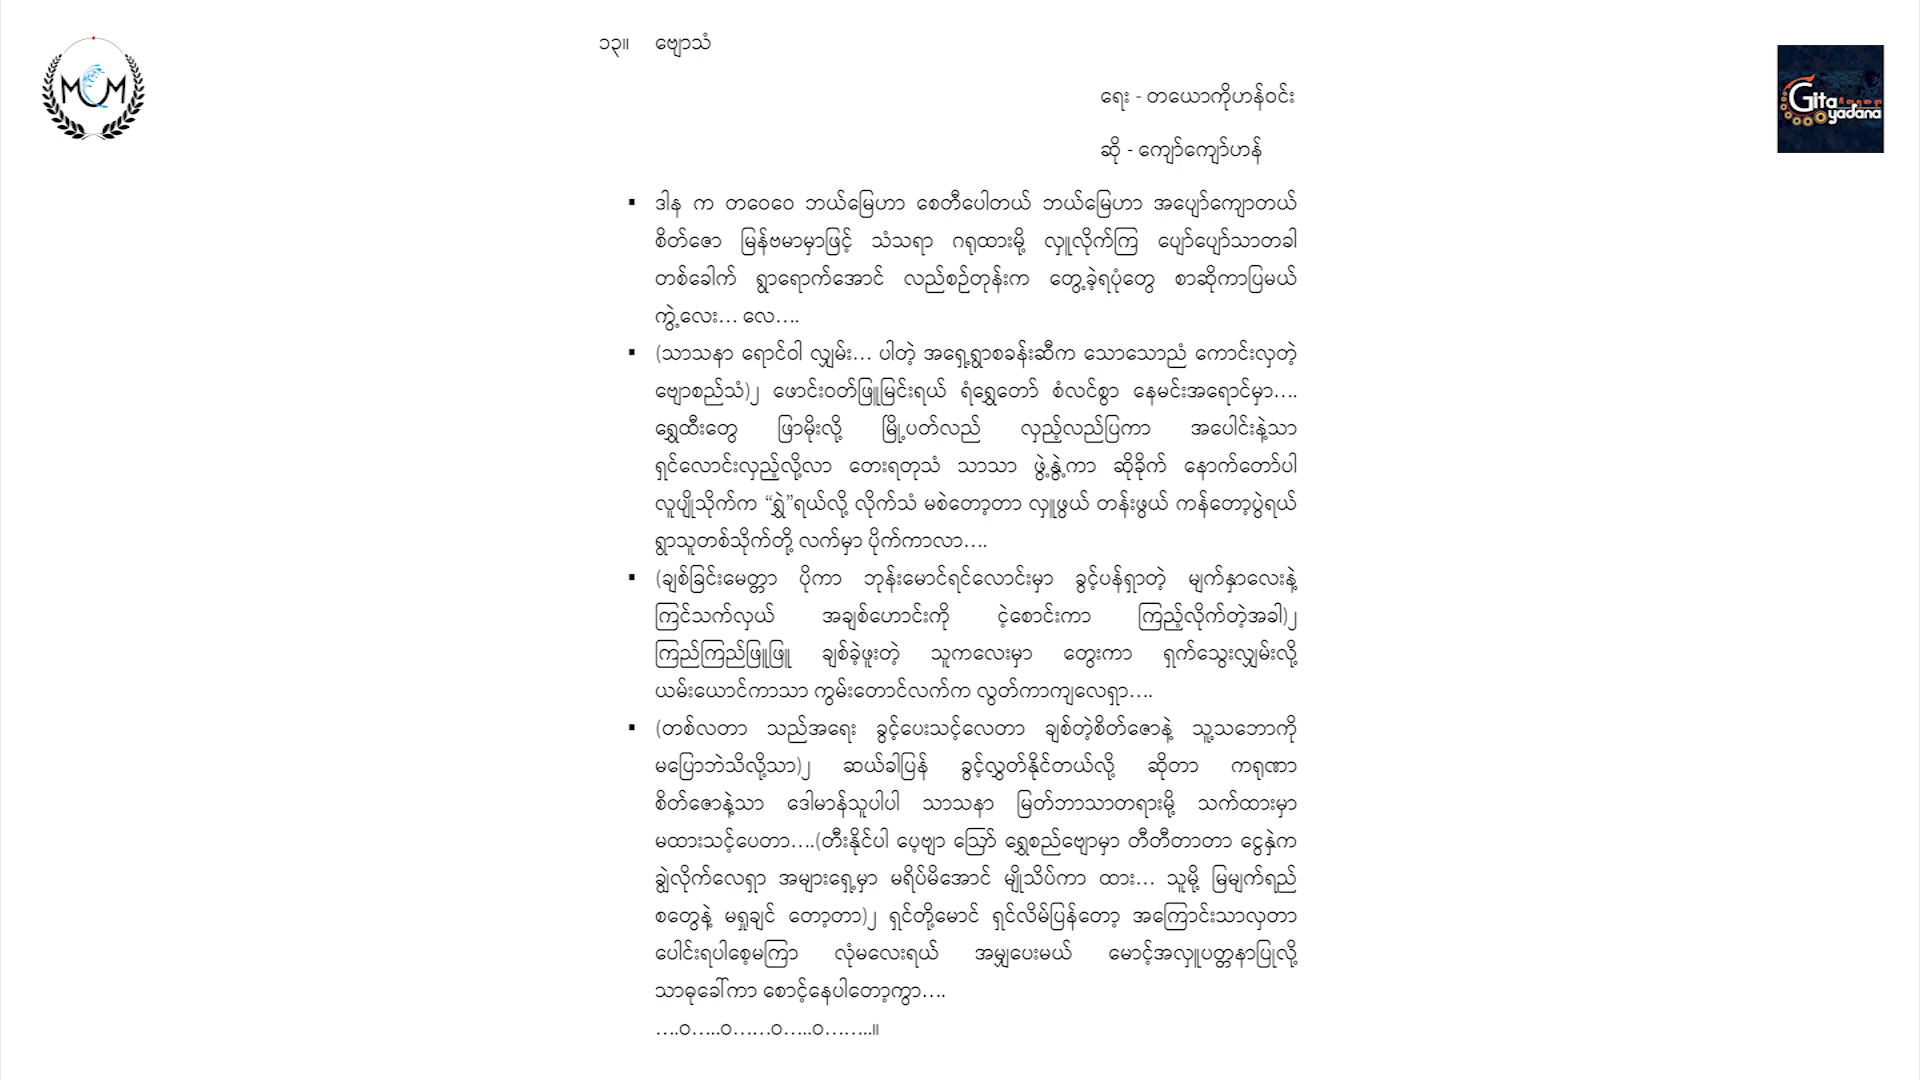 MCM
Gita
ဂီတရတနာ
yadana
၁၃။ ဗျောသံ
ရေး - တယောကိုဟန်ဝင်း
ဆို - ကျော်ကျော်ဟန်
▪ ဒါန က တဝေဝေ ဘယ်မြေဟာ စေတီပေါတယ် ဘယ်မြေဟာ အပျော်ကျောတယ်
စိတ်ဇော မြန်ဗမာမှာဖြင့် သံသရာ ဂရုထားမို့ လှူလိုက်ကြ ပျော်ပျော်သာတခါ
တစ်ခေါက် ရွာရောက်အောင် လည်စဉ်တုန်းက တွေ့ခဲ့ရပုံတွေ စာဆိုကာပြမယ်
ကွဲ့လေး... လေ....
▪ (သာသနာ ရောင်ဝါ လျှမ်း... ပါတဲ့ အရှေ့ရွာစခန်းဆီက သောသောညံ ကောင်းလှတဲ့
ဗျောစည်သံ)၂ ဖောင်းဝတ်ဖြူမြင်းရယ် ရံရွှေတော် စံလင်စွာ နေမင်းအရောင်မှာ....
ရွှေထီးတွေ ဖြာမိုးလို့ မြို့ပတ်လည် လှည့်လည်ပြကာ အပေါင်းနဲ့သာ
ရှင်လောင်းလှည့်လို့လာ တေးရတုသံ သာသာ ဖွဲ့နွဲ့ကာ ဆိုခိုက် နောက်တော်ပါ
လူပျိုသိုက်က “ရွှဲ”ရယ်လို့ လိုက်သံ မစဲတော့တာ လှူဖွယ် တန်းဖွယ် ကန်တော့ပွဲရယ်
ရွာသူတစ်သိုက်တို့ လက်မှာ ပိုက်ကာလာ....
▪ (ချစ်ခြင်းမေတ္တာ ပိုကာ ဘုန်းမောင်ရင်လောင်းမှာ ခွင့်ပန်ရှာတဲ့ မျက်နှာလေးနဲ့
ကြင်သက်လှယ် အချစ်ဟောင်းကို ငဲ့စောင်းကာ ကြည့်လိုက်တဲ့အခါ)၂
ကြည်ကြည်ဖြူဖြူ ချစ်ခဲ့ဖူးတဲ့ သူကလေးမှာ တွေးကာ ရှက်သွေးလျှမ်းလို့
ယမ်းယောင်ကာသာ ကွမ်းတောင်လက်က လွတ်ကာကျလေရှာ....
▪ (တစ်လတာ သည်အရေး ခွင့်ပေးသင့်လေတာ ချစ်တဲ့စိတ်ဇောနဲ့ သူ့သဘောကို
မပြောဘဲသိလို့သာ)၂ ဆယ်ခါပြန် ခွင့်လွှတ်နိုင်တယ်လို့ ဆိုတာ ကရုဏာ
စိတ်ဇောနဲ့သာ ဒေါမာန်သူပါပါ သာသနာ မြတ်ဘာသာတရားမို့ သက်ထားမှာ
မထားသင့်ပေတာ....(တီးနိုင်ပါ ပေ့ဗျာ သြော် ရွှေစည်ဗျောမှာ တီတီတာတာ ငွေနှဲက
ချွဲလိုက်လေရှာ အများရှေ့မှာ မရိပ်မိအောင် မျိုသိပ်ကာ ထား... သူမို့ မြမျက်ရည်
စတွေနဲ့ မရှုချင် တော့တာ)၂ ရှင်တို့မောင် ရှင်လိမ်ပြန်တော့ အကြောင်းသာလှတာ
ပေါင်းရပါစေ့မကြာ လုံမလေးရယ် အမျှပေးမယ် မောင့်အလှူပတ္တနာပြုလို့
သာဓုခေါ်ကာ စောင့်နေပါတော့ကွာ....
....ဝ.....ဝ......ဝ.....ဝ.......။